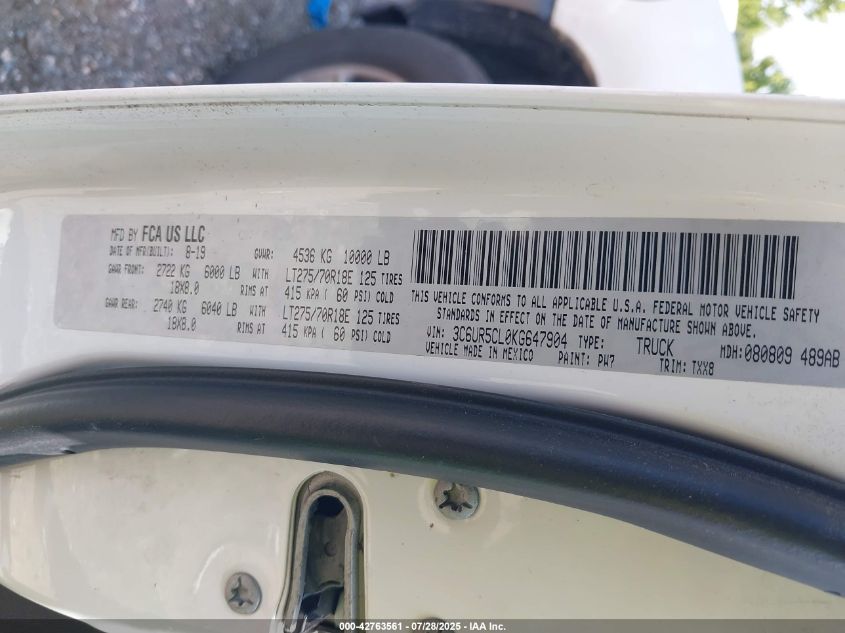 MFD BY FCA US LLC
DATE OF MFR(BUILT): 8-19 GVWR: 4536 KG 10000 LB
GAWR FRONT: 2722 KG 6000 LB WITH LT275/70R18E 125 TIRES
18X8.0 RIMS AT 415 KPA ( 60 PSI) COLD
GAWR REAR: 2740 KG 6040 LB WITH LT275/70R18E 125 TIRES
18X8.0 RIMS AT 415 KPA ( 60 PSI) COLD
THIS VEHICLE CONFORMS TO ALL APPLICABLE U.S.A. FEDERAL MOTOR VEHICLE SAFETY
STANDARDS IN EFFECT ON THE DATE OF MANUFACTURE SHOWN ABOVE.
VIN: 3C6UR5CL0KG647904 TYPE: TRUCK MDH:080809 489AB
VEHICLE MADE IN MEXICO PAINT: PW7 TRIM: TXX8
000-42763561 - 07/28/2025 - IAA Inc.